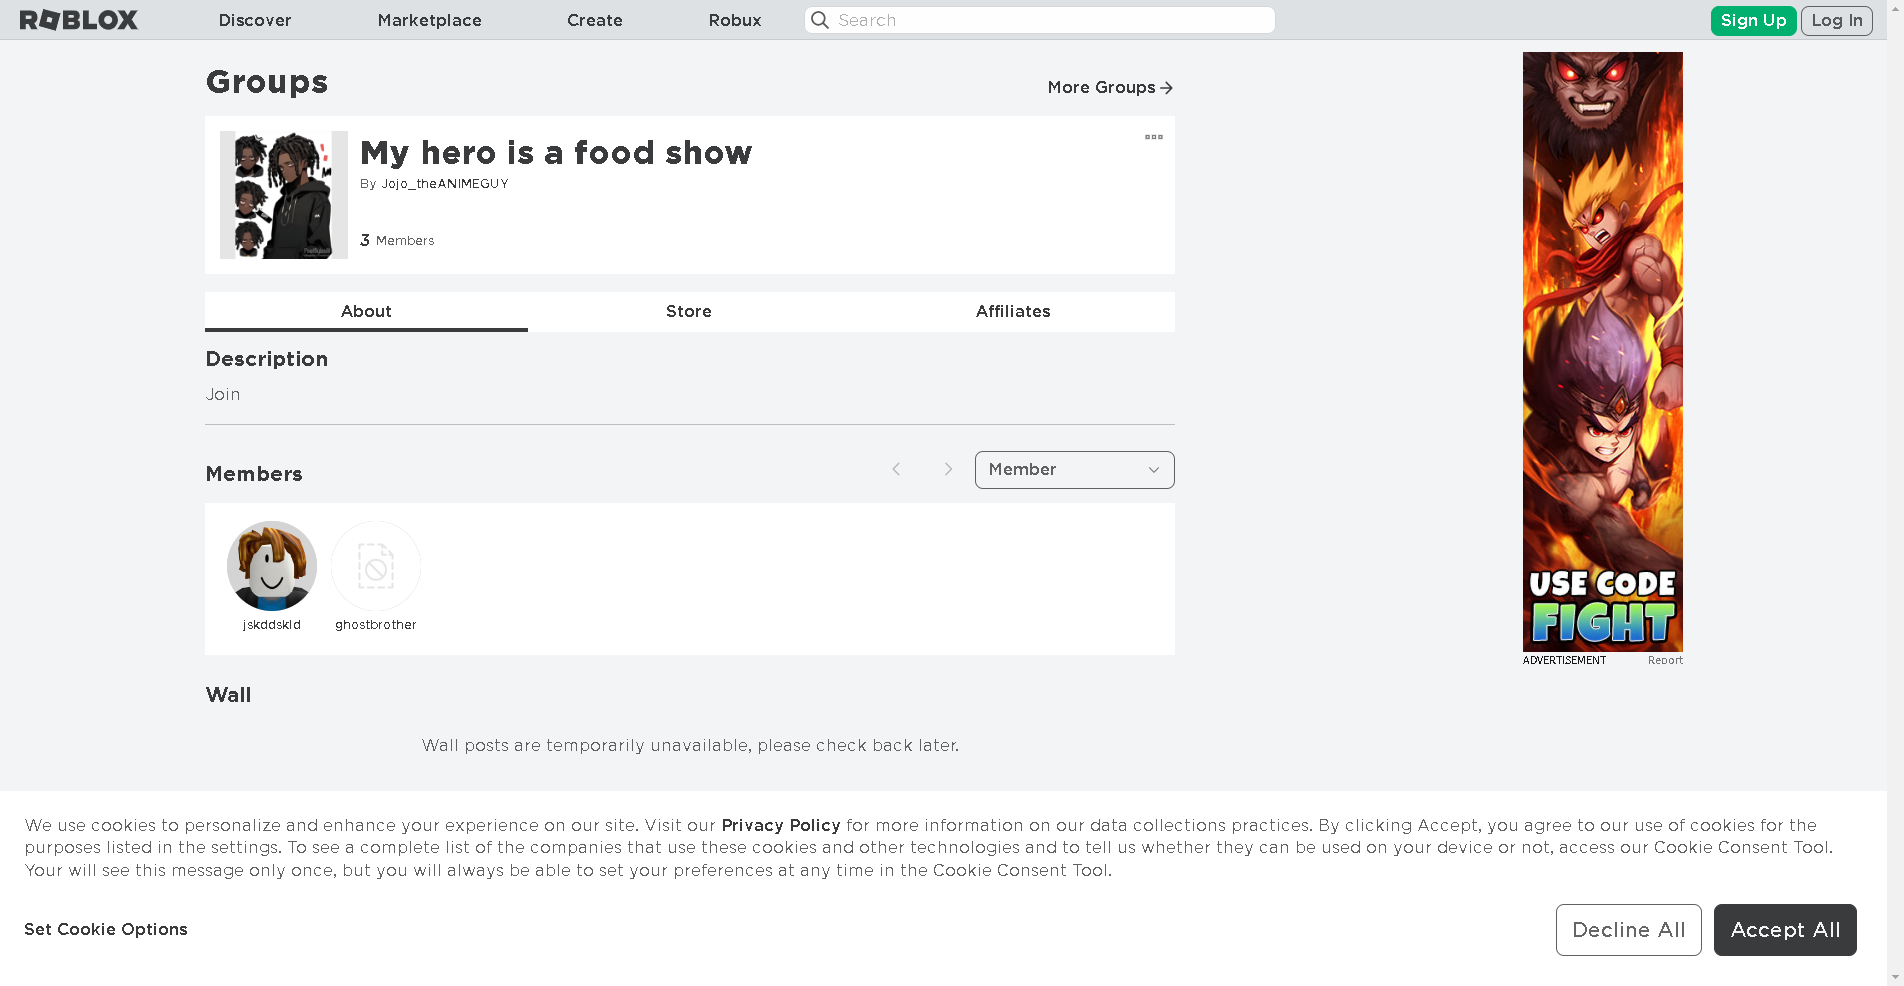 ROBLOX
Discover
Marketplace
Create
Robux
Search
Sign Up
Log In
Groups
More Groups
My hero is a food show
By Jojo_theANIMEGUY
3 Members
About
Store
Affiliates
Description
Join
Members
Member
jskddskld
ghostbrother
Wall
Wall posts are temporarily unavailable, please check back later.
USE CODE
FIGHT
ADVERTISEMENT
Report
We use cookies to personalize and enhance your experience on our site. Visit our Privacy Policy for more information on our data collections practices. By clicking Accept, you agree to our use of cookies for the
purposes listed in the settings. To see a complete list of the companies that use these cookies and other technologies and to tell us whether they can be used on your device or not, access our Cookie Consent Tool.
Your will see this message only once, but you will always be able to set your preferences at any time in the Cookie Consent Tool.
Set Cookie Options
Decline All
Accept All